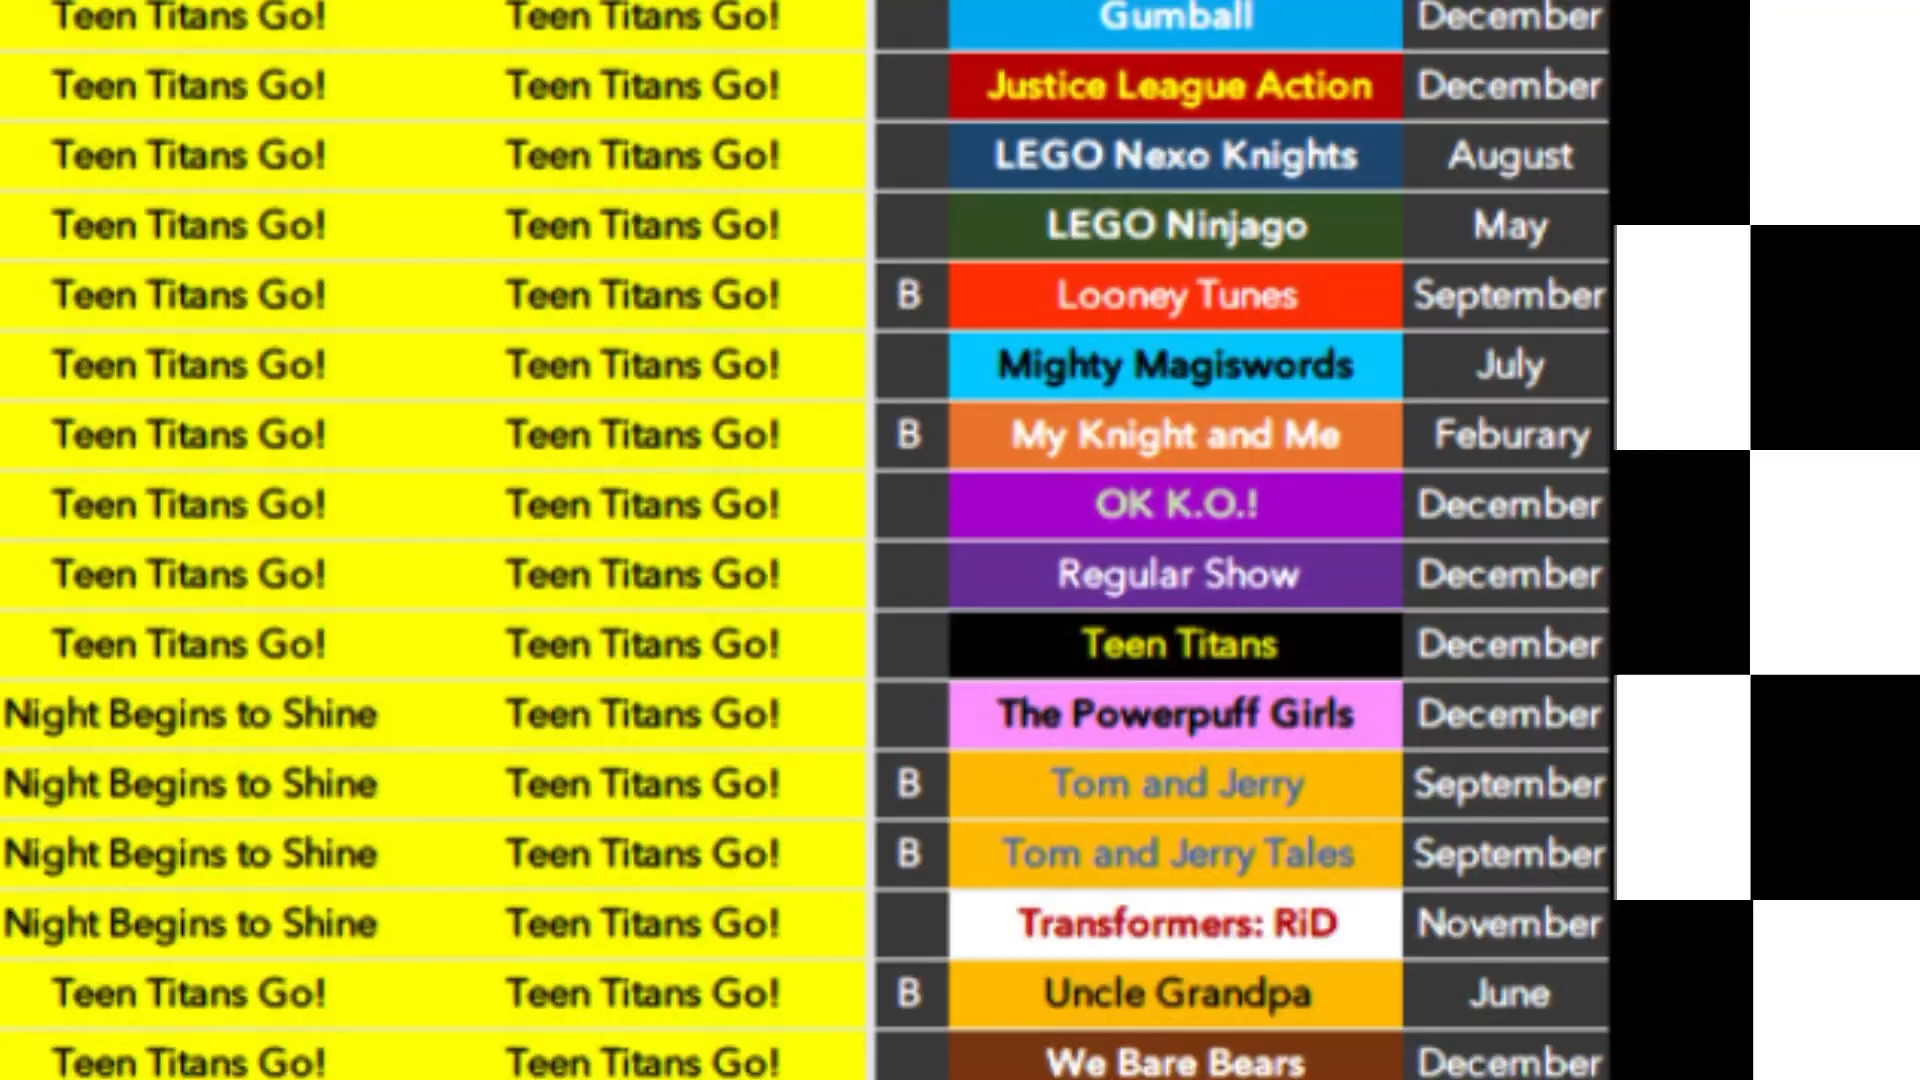 Teen Titans Go! Teen Titans Go! Gumball December
Teen Titans Go! Teen Titans Go! Justice League Action December
Teen Titans Go! Teen Titans Go! LEGO Nexo Knights August
Teen Titans Go! Teen Titans Go! LEGO Ninjago May
Teen Titans Go! Teen Titans Go! B Looney Tunes September
Teen Titans Go! Teen Titans Go! Mighty Magiswords July
Teen Titans Go! Teen Titans Go! B My Knight and Me Feburary
Teen Titans Go! Teen Titans Go! OK K.O.! December
Teen Titans Go! Teen Titans Go! Regular Show December
Teen Titans Go! Teen Titans Go! Teen Titans December
Night Begins to Shine Teen Titans Go! The Powerpuff Girls December
Night Begins to Shine Teen Titans Go! B Tom and Jerry September
Night Begins to Shine Teen Titans Go! B Tom and Jerry Tales September
Night Begins to Shine Teen Titans Go! Transformers: RiD November
Teen Titans Go! Teen Titans Go! B Uncle Grandpa June
Teen Titans Go! Teen Titans Go! We Bare Bears December